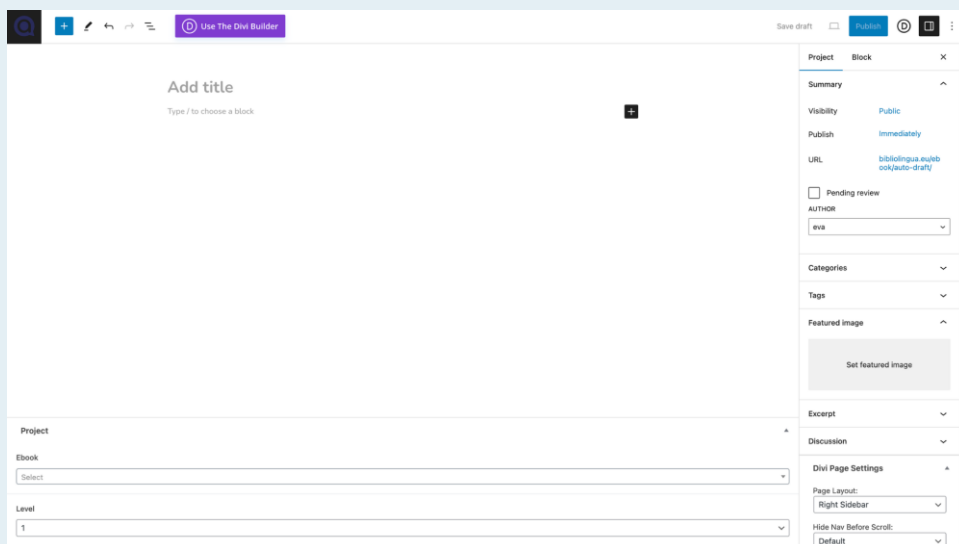 Use The Divi Builder
Save draft
Publish
Project Block
Add title
Type / to choose a block
Summary
Visibility Public
Publish Immediately
URL bibliolingua.eu/eb
ook/auto-draft/
Pending review
AUTHOR
eva
Categories
Tags
Featured image
Set featured image
Excerpt
Discussion
Divi Page Settings
Page Layout:
Right Sidebar
Hide Nav Before Scroll:
Default
Project
Ebook
Select
Level
1